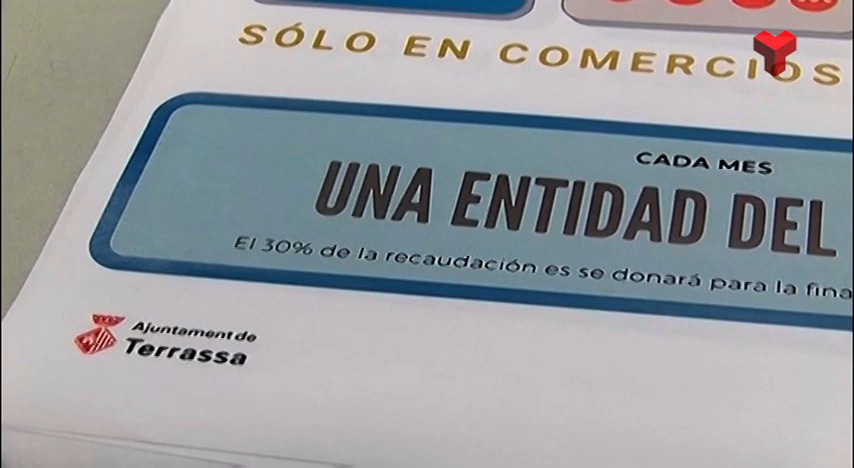 SÓLO EN COMERCIOS
CADA MES
UNA ENTIDAD DEL
El 30% de la recaudación es se donará para la fina
Ajuntament de
Terrassa